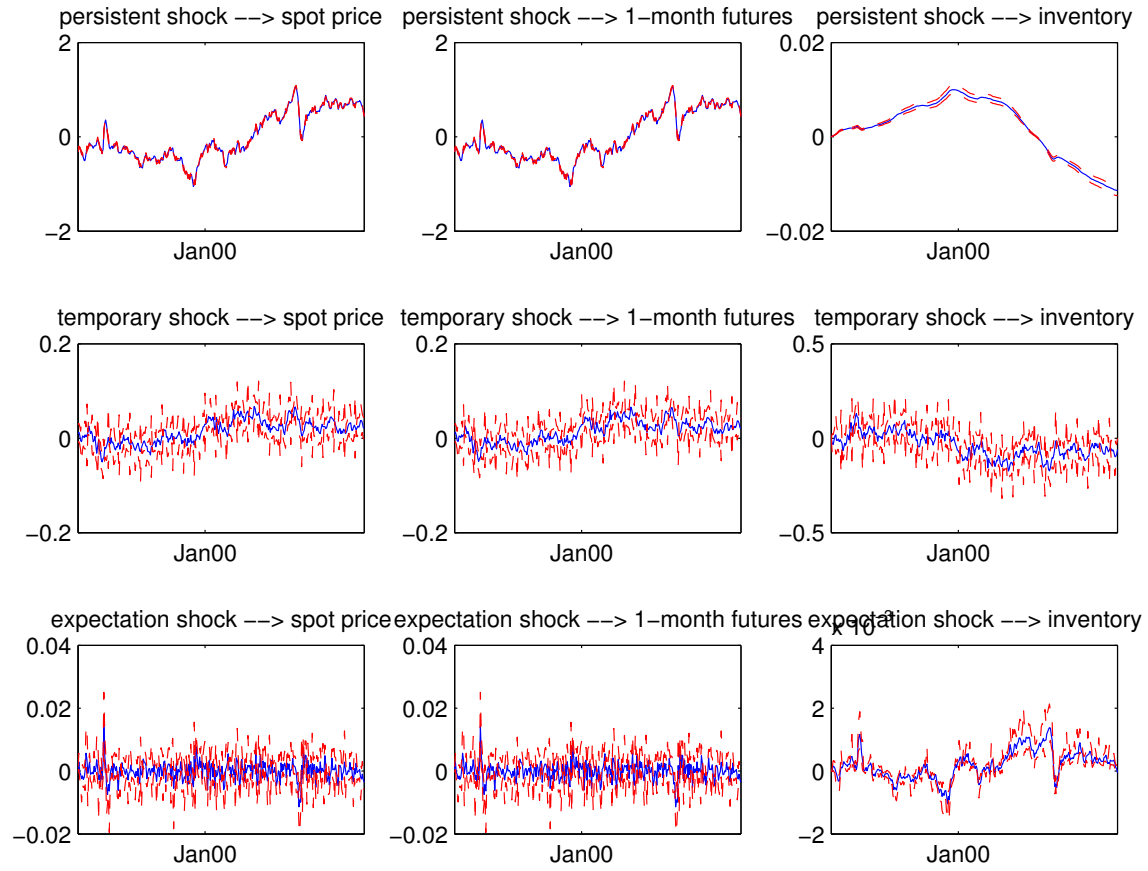 persistent shock −−> spot price
persistent shock −−> 1−month futures
persistent shock −−> inventory
2
0
−2
Jan00
2
0
−2
Jan00
0.02
0
−0.02
Jan00
temporary shock −−> spot price
temporary shock −−> 1−month futures
temporary shock −−> inventory
0.2
0
−0.2
Jan00
0.2
0
−0.2
Jan00
0.5
0
−0.5
Jan00
expectation shock −−> spot price
expectation shock −−> 1−month futures
expectation shock −−> inventory
0.04
0.02
0
−0.02
Jan00
0.04
0.02
0
−0.02
Jan00
x 10⁻³
4
2
0
−2
Jan00